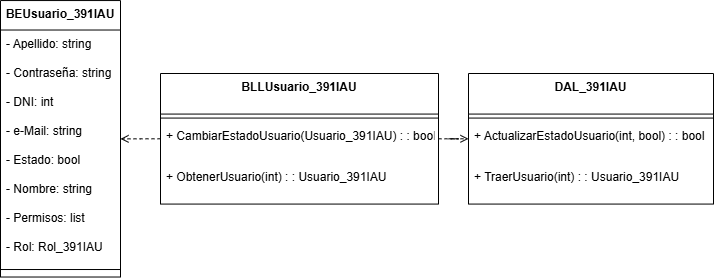 BEUsuario_391IAU
- Apellido: string
- Contraseña: string
- DNI: int
- e-Mail: string
- Estado: bool
- Nombre: string
- Permisos: list
- Rol: Rol_391IAU
BLLUsuario_391IAU
+ CambiarEstadoUsuario(Usuario_391IAU) : : bool
+ ObtenerUsuario(int) : : Usuario_391IAU
DAL_391IAU
+ ActualizarEstadoUsuario(int, bool) : : bool
+ TraerUsuario(int) : : Usuario_391IAU